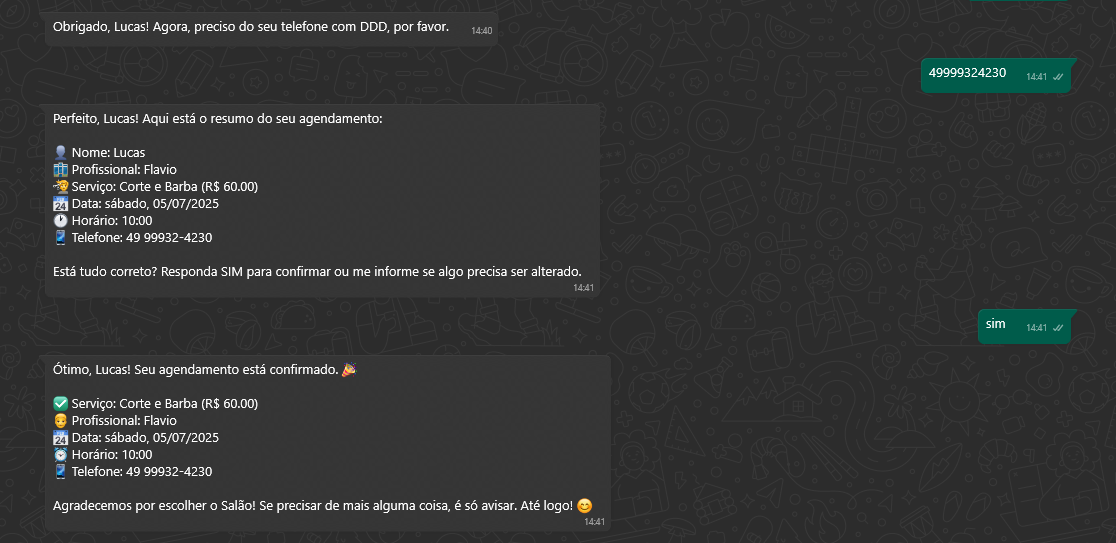 Obrigado, Lucas! Agora, preciso do seu telefone com DDD, por favor.
14:40
49999324230
14:41
Perfeito, Lucas! Aqui está o resumo do seu agendamento:
👤 Nome: Lucas
👔 Profissional: Flavio
💇 Serviço: Corte e Barba (R$ 60.00)
📆 Data: sábado, 05/07/2025
🕐 Horário: 10:00
📱 Telefone: 49 99932-4230
Está tudo correto? Responda SIM para confirmar ou me informe se algo precisa ser alterado.
14:41
sim
14:41
Ótimo, Lucas! Seu agendamento está confirmado. 🎉
✅ Serviço: Corte e Barba (R$ 60.00)
👨‍🦲 Profissional: Flavio
📆 Data: sábado, 05/07/2025
⏰ Horário: 10:00
📱 Telefone: 49 99932-4230
Agradecemos por escolher o Salão! Se precisar de mais alguma coisa, é só avisar. Até logo! 😊
14:41